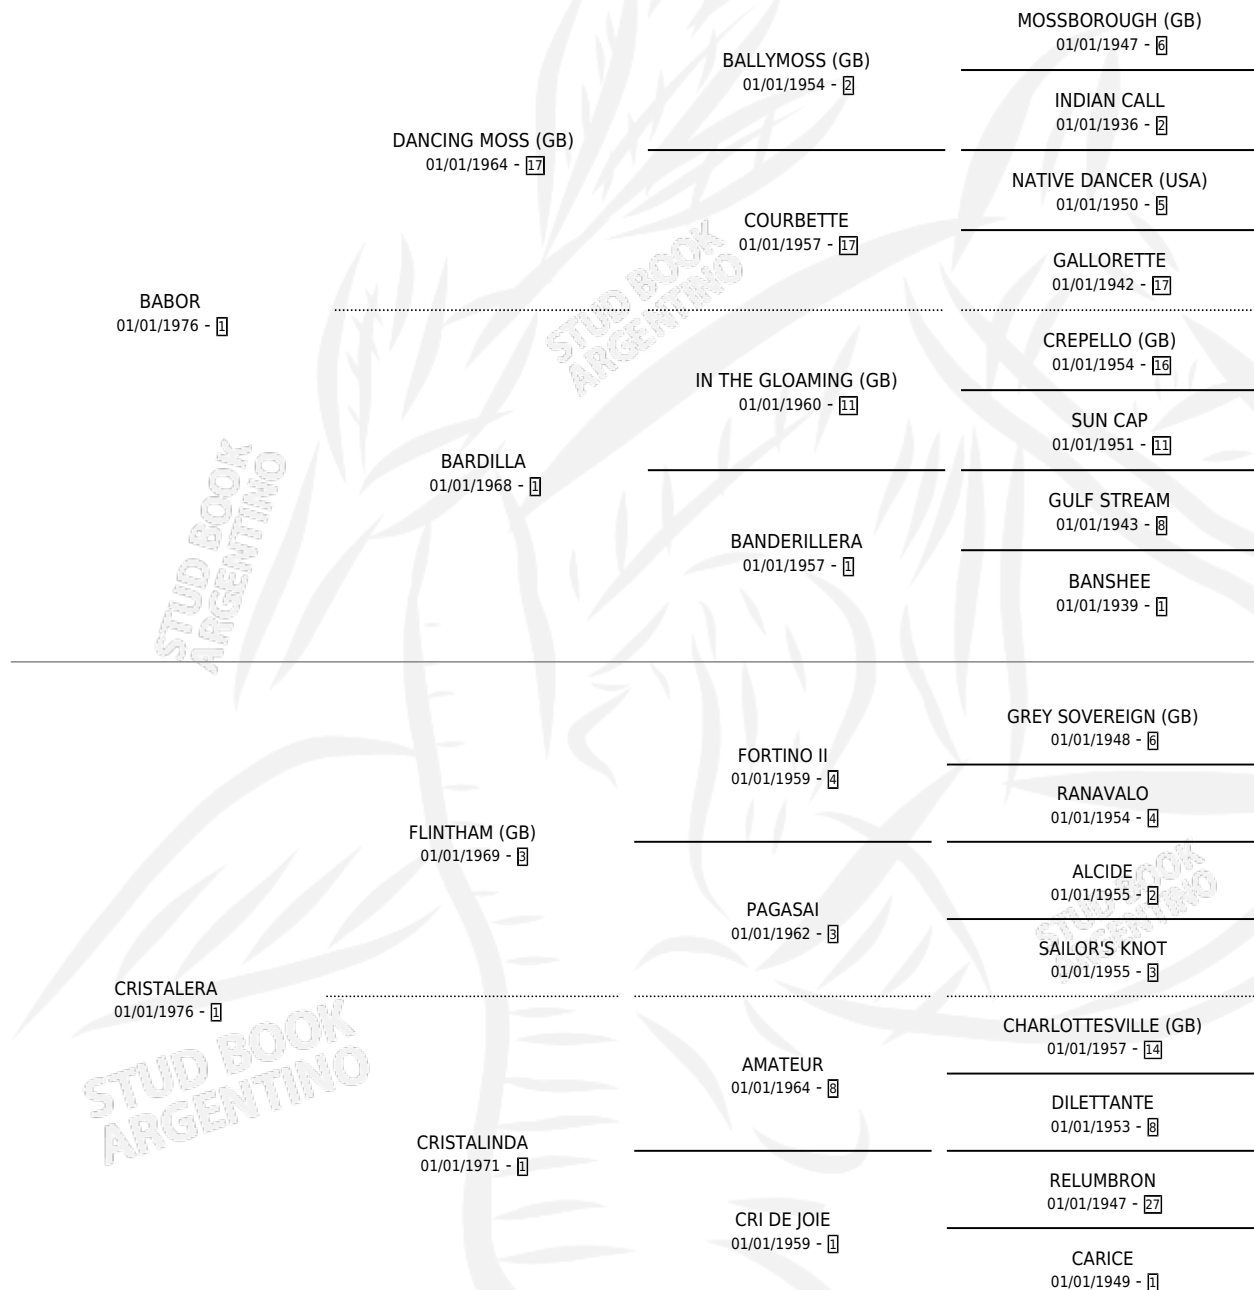 MOSSBOROUGH (GB)
01/01/1947 - 6
BALLYMOSS (GB)
01/01/1954 - 2
INDIAN CALL
01/01/1936 - 2
DANCING MOSS (GB)
01/01/1964 - 17
NATIVE DANCER (USA)
01/01/1950 - 5
COURBETTE
01/01/1957 - 17
GALLORETTE
01/01/1942 - 17
BABOR
01/01/1976 - 1
CREPELLO (GB)
01/01/1954 - 16
IN THE GLOAMING (GB)
01/01/1960 - 11
SUN CAP
01/01/1951 - 11
BARDILLA
01/01/1968 - 1
GULF STREAM
01/01/1943 - 8
BANDERILLERA
01/01/1957 - 1
BANSHEE
01/01/1939 - 1
GREY SOVEREIGN (GB)
01/01/1948 - 6
FORTINO II
01/01/1959 - 4
RANAVALO
01/01/1954 - 4
FLINTHAM (GB)
01/01/1969 - 3
ALCIDE
01/01/1955 - 2
PAGASAI
01/01/1962 - 3
SAILOR'S KNOT
01/01/1955 - 3
CRISTALERA
01/01/1976 - 1
CHARLOTTESVILLE (GB)
01/01/1957 - 14
AMATEUR
01/01/1964 - 8
DILETTANTE
01/01/1953 - 8
CRISTALINDA
01/01/1971 - 1
RELUMBRON
01/01/1947 - 27
CRI DE JOIE
01/01/1959 - 1
CARICE
01/01/1949 - 1
STUD BOOK
ARGENTINO
STUD BOOK
ARGENTINO
STUD BOOK
ARGENTINO
STUD BOOK
ARGENTINO